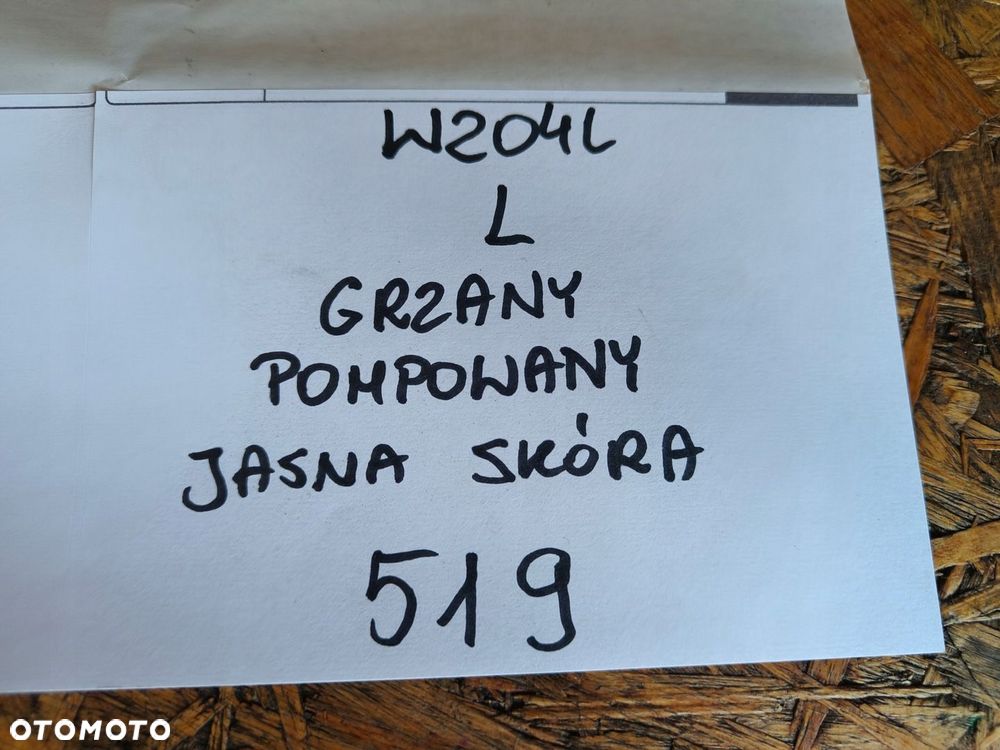 W204L
L
GRZANY
POMPOWANY
JASNA SKÓRA
519
OTOMOTO